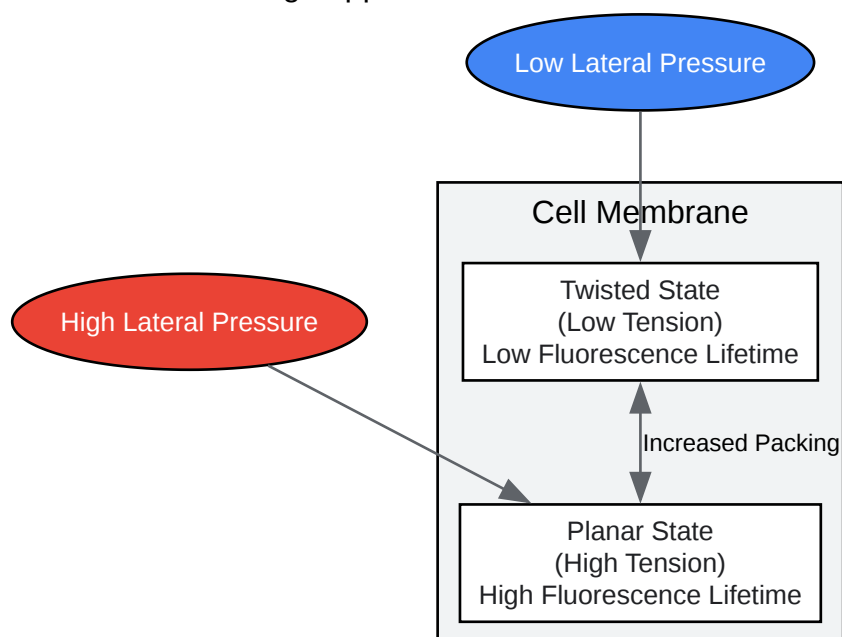 Low Lateral Pressure
Cell Membrane
Twisted State
(Low Tension)
Low Fluorescence Lifetime
High Lateral Pressure
Increased Packing
Planar State
(High Tension)
High Fluorescence Lifetime